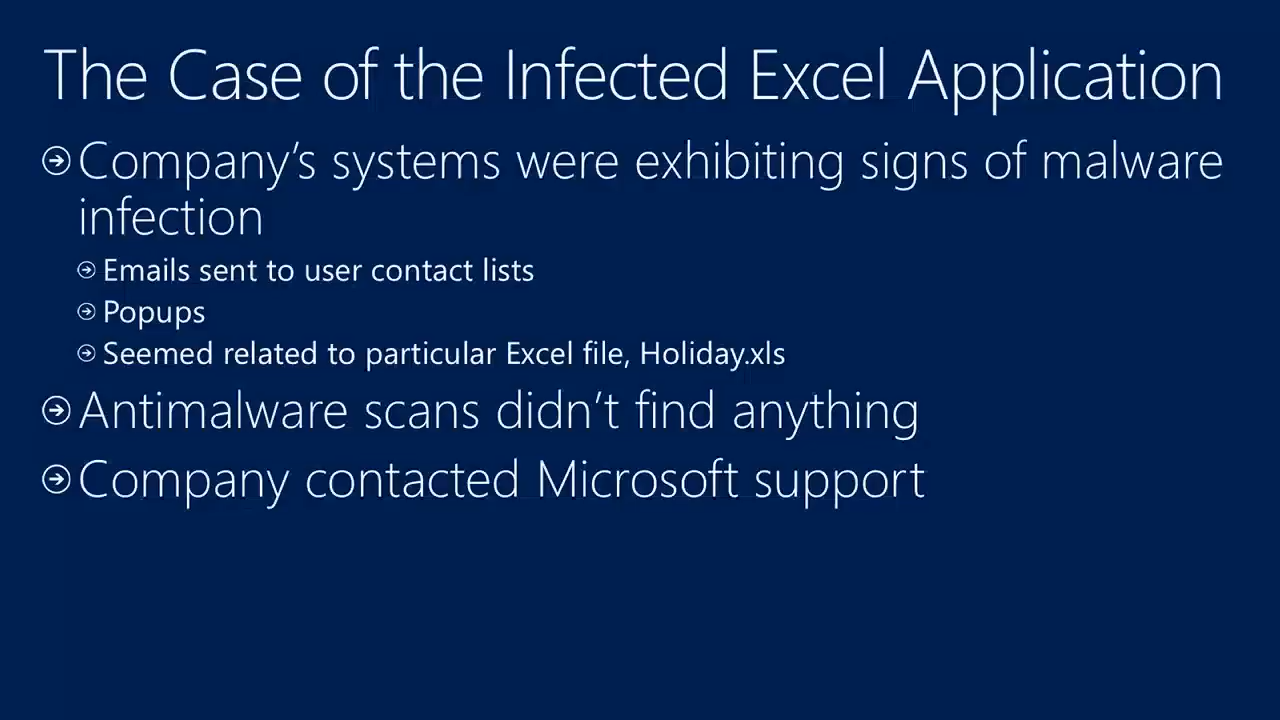 The Case of the Infected Excel Application
Company’s systems were exhibiting signs of malware
infection
Emails sent to user contact lists
Popups
Seemed related to particular Excel file, Holiday.xls
Antimalware scans didn’t find anything
Company contacted Microsoft support